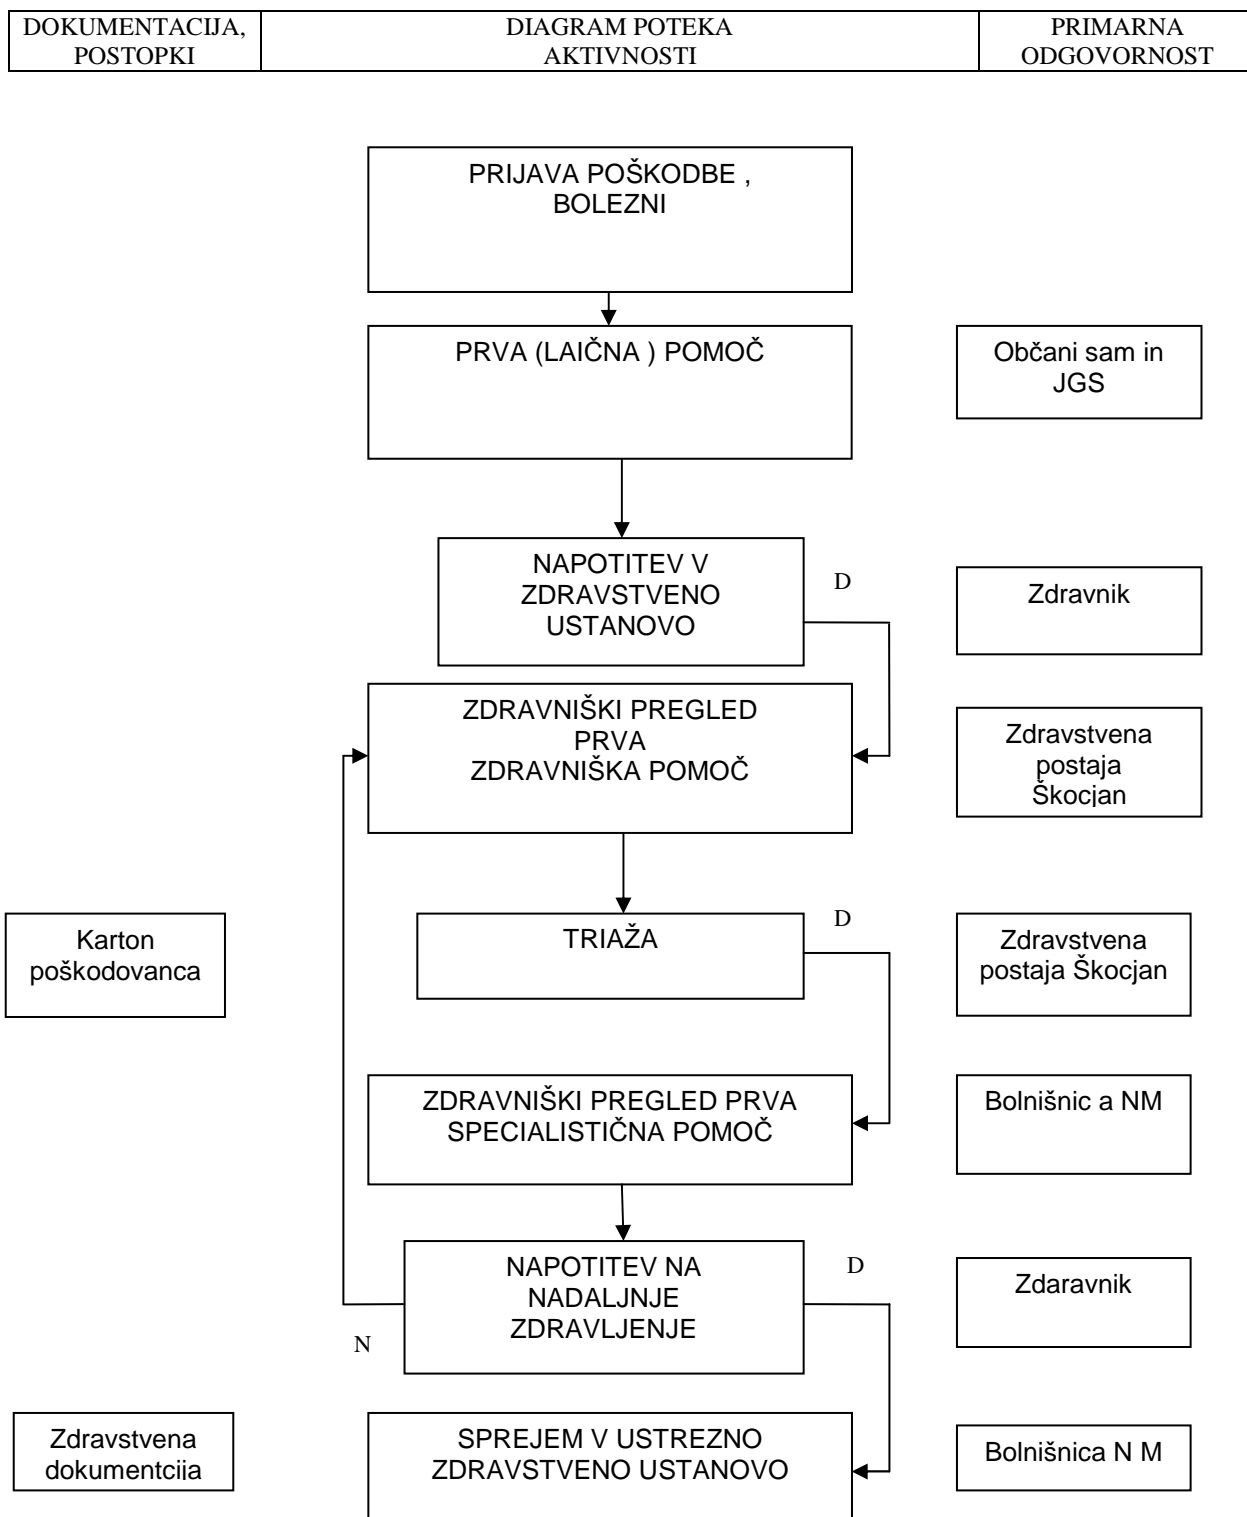 DOKUMENTACIJA,
POSTOPKI
DIAGRAM POTEKA
AKTIVNOSTI
PRIMARNA
ODGOVORNOST
PRIJAVA POŠKODBE ,
BOLEZNI
PRVA (LAIČNA ) POMOČ
Občani sam in
JGS
NAPOTITEV V
ZDRAVSTVENO
USTANOVO
D
Zdravnik
ZDRAVNIŠKI PREGLED
PRVA
ZDRAVNIŠKA POMOČ
Zdravstvena
postaja
Škocjan
Karton
poškodovanca
TRIAŽA
D
Zdravstvena
postaja Škocjan
ZDRAVNIŠKI PREGLED PRVA
SPECIALISTIČNA POMOČ
Bolnišnic a NM
NAPOTITEV NA
NADALJNJE
ZDRAVLJENJE
D
N
Zdaravnik
Zdravstvena
dokumentcija
SPREJEM V USTREZNO
ZDRAVSTVENO USTANOVO
Bolnišnica N M